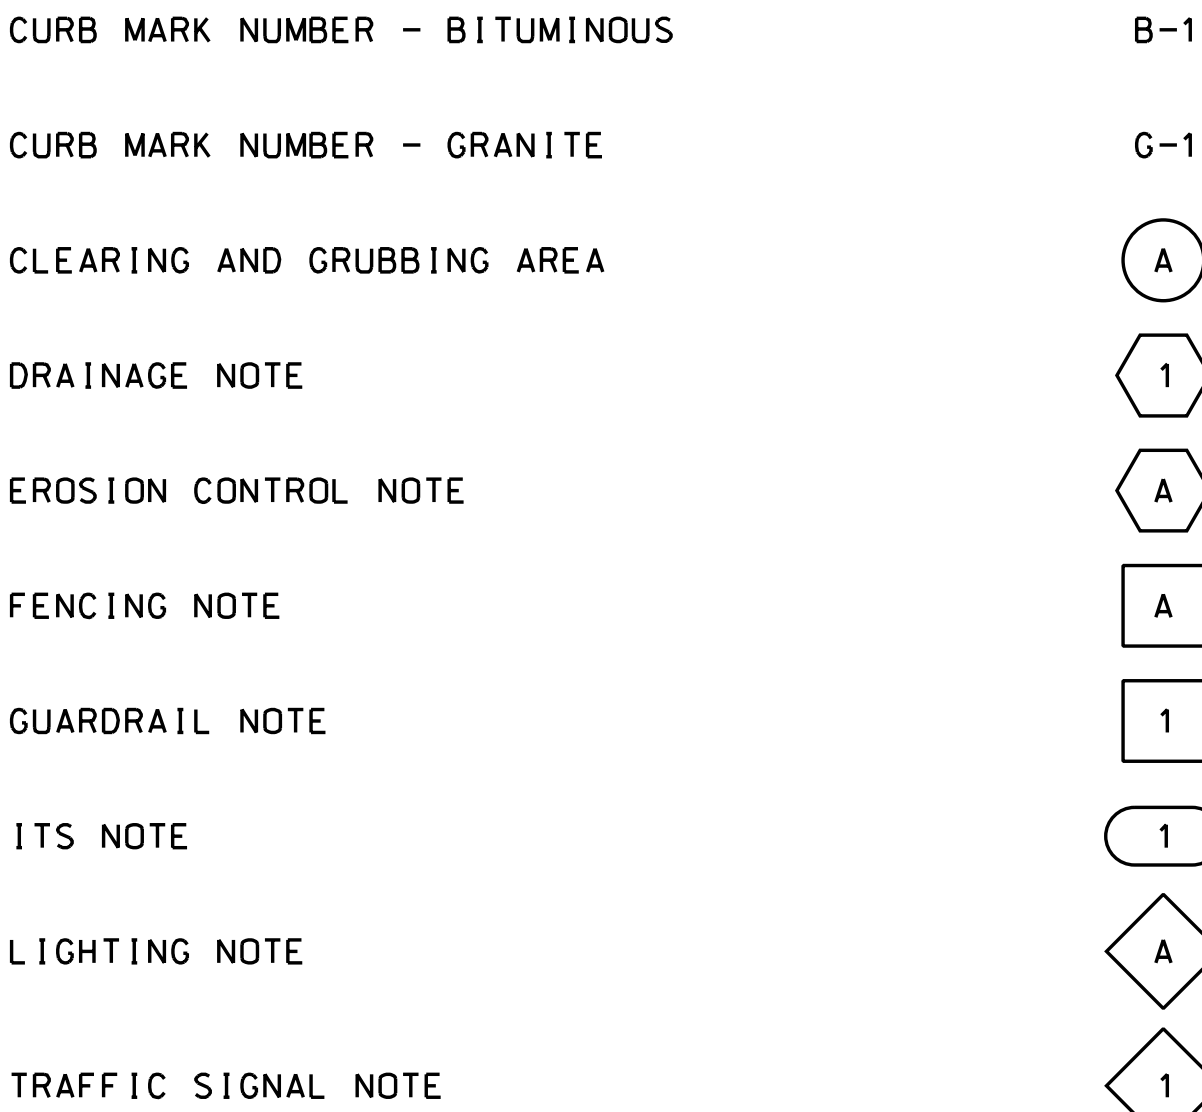 CURB MARK NUMBER - BITUMINOUS B-1
CURB MARK NUMBER - GRANITE G-1
CLEARING AND GRUBBING AREA A
DRAINAGE NOTE 1
EROSION CONTROL NOTE A
FENCING NOTE A
GUARDRAIL NOTE 1
ITS NOTE 1
LIGHTING NOTE A
TRAFFIC SIGNAL NOTE 1